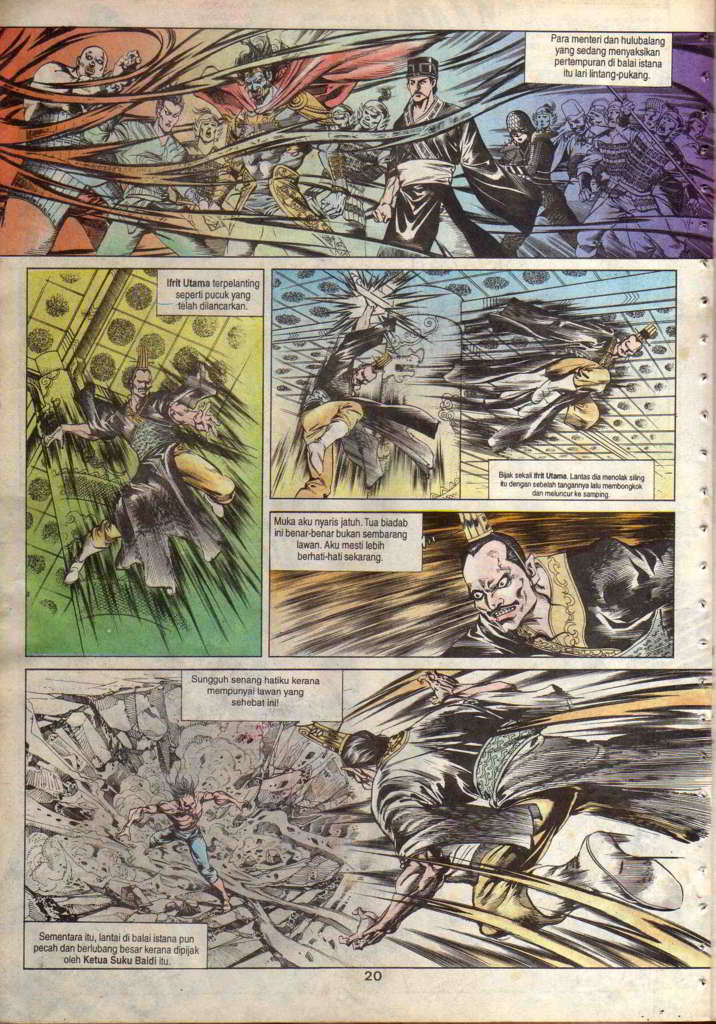 Para menteri dan hulubalang
yang sedang menyaksikan
pertempuran di balai istana
itu lari lintang-pukang.
Ifrit Utama terpelanting
seperti pucuk yang
telah dilancarkan.
Bijak sekali Ifrit Utama. Lantas dia menolak siling
itu dengan sebelah tangannya lalu membongkok
dan meluncur ke samping.
Muka aku nyaris jatuh. Tua biadab
ini benar-benar bukan sembarang
lawan. Aku mesti lebih
berhati-hati sekarang.
Sungguh senang hatiku kerana
mempunyai lawan yang
sehebat ini!
Sementara itu, lantai di balai istana pun
pecah dan berlubang besar kerana dipijak
oleh Ketua Suku Baldi itu.
20